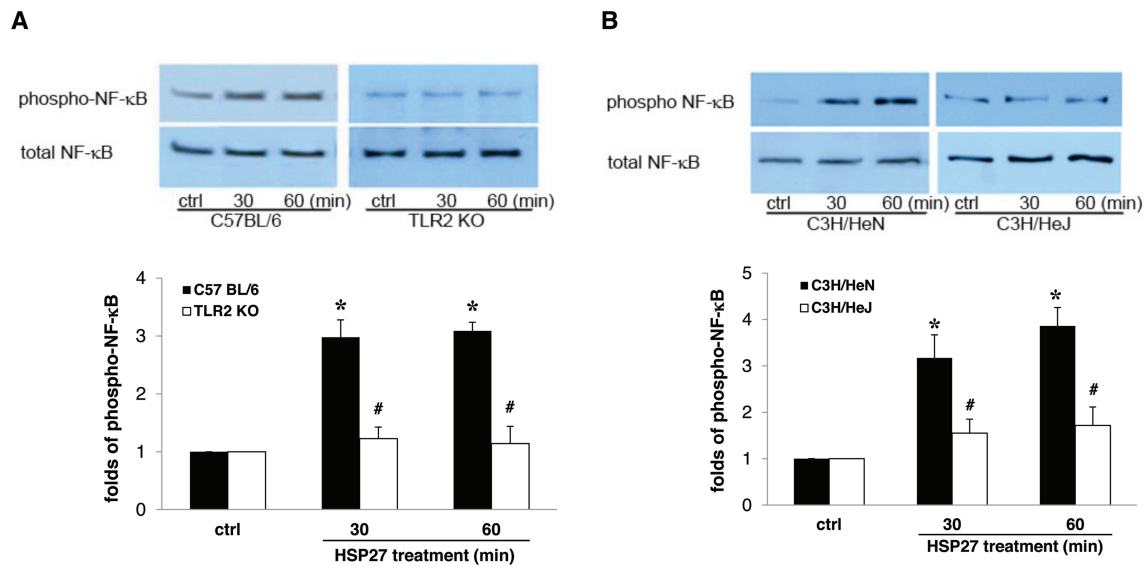 A
phospho-NF-κB
total NF-κB
ctrl 30 60 (min) ctrl 30 60 (min)
C57BL/6 TLR2 KO
folds of phospho-NF-κB
4
3
2
1
0
C57 BL/6
TLR2 KO
* *
# #
ctrl 30 60
HSP27 treatment (min)
B
phospho NF-κB
total NF-κB
ctrl 30 60 (min) ctrl 30 60 (min)
C3H/HeN C3H/HeJ
folds of phospho-NF-κB
5
4
3
2
1
0
C3H/HeN
C3H/HeJ
* *
# #
ctrl 30 60
HSP27 treatment (min)